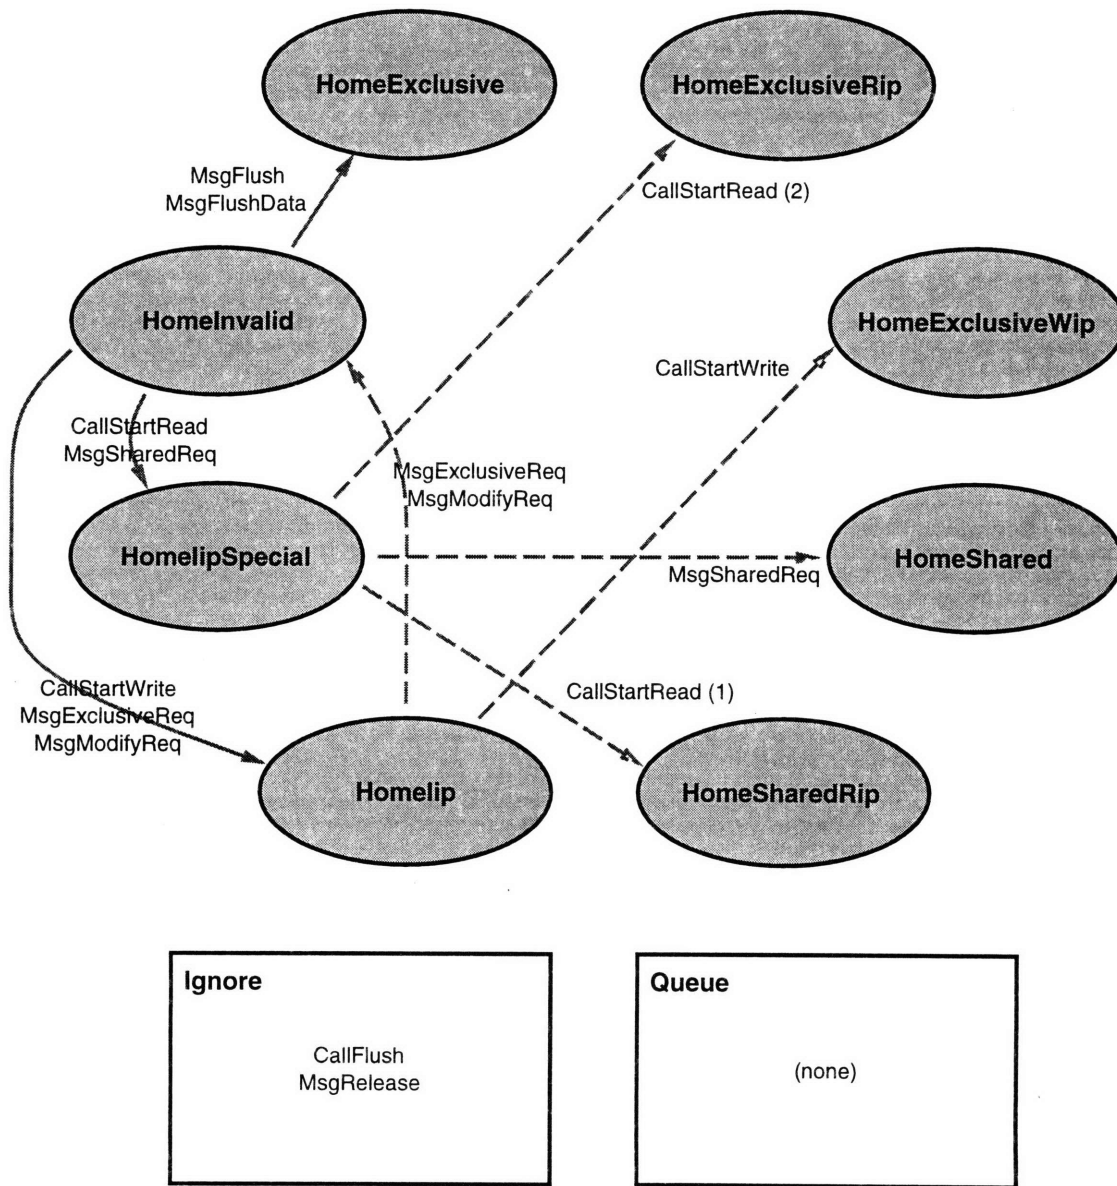 HomeExclusive
HomeExclusiveRip
MsgFlush
MsgFlushData
CallStartRead (2)
HomeInvalid
HomeExclusiveWip
CallStartWrite
CallStartRead
MsgSharedReq
MsgExclusiveReq
MsgModifyReq
HomeIipSpecial
HomeShared
MsgSharedReq
CallStartWrite
MsgExclusiveReq
MsgModifyReq
CallStartRead (1)
HomeIip
HomeSharedRip
Ignore
CallFlush
MsgRelease
Queue
(none)